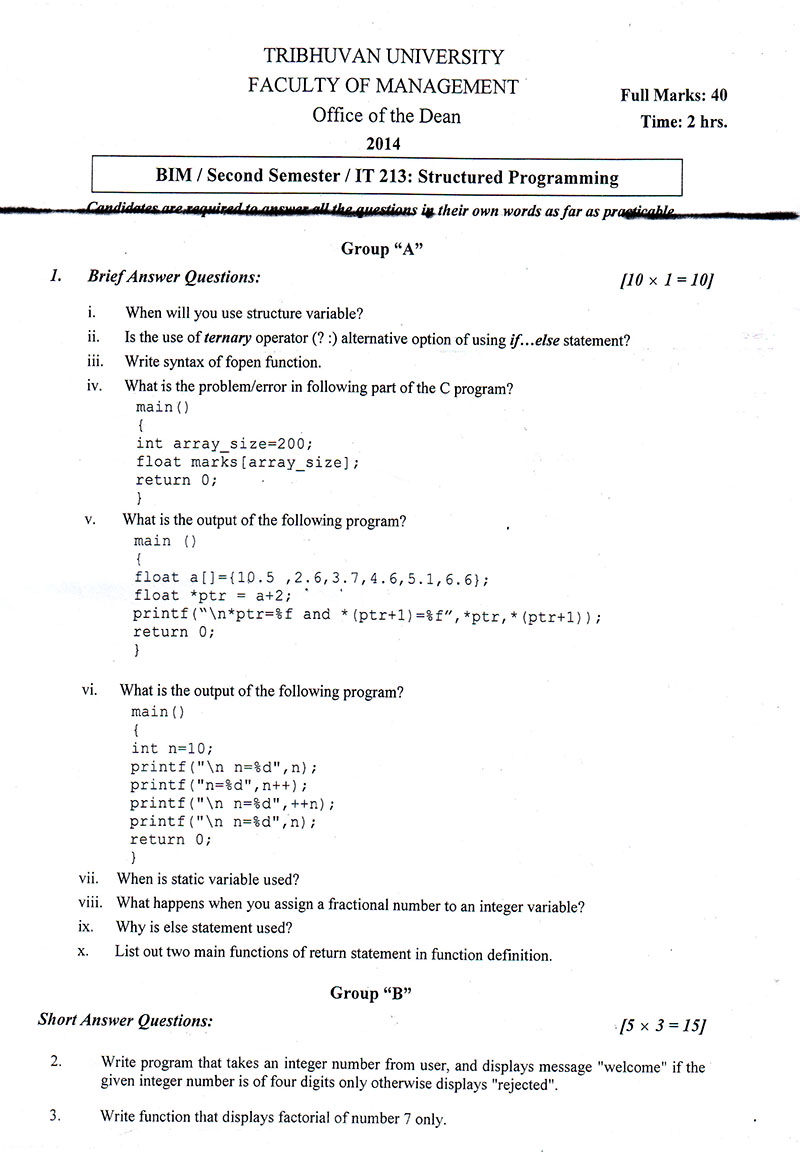 TRIBHUVAN UNIVERSITY
FACULTY OF MANAGEMENT
Office of the Dean
2014
Full Marks: 40
Time: 2 hrs.
BIM / Second Semester / IT 213: Structured Programming
Candidates are required to answer all the questions in their own words as far as practicable.
Group “A”
1. Brief Answer Questions: [10 × 1 = 10]
i. When will you use structure variable?
ii. Is the use of ternary operator (? :) alternative option of using if...else statement?
iii. Write syntax of fopen function.
iv. What is the problem/error in following part of the C program?
main()
{
int array_size=200;
float marks[array_size];
return 0;
}
v. What is the output of the following program?
main ()
{
float a[]={10.5 ,2.6,3.7,4.6,5.1,6.6};
float *ptr = a+2;
printf(“\n*ptr=%f and *(ptr+1)=%f”,*ptr,*(ptr+1));
return 0;
}
vi. What is the output of the following program?
main()
{
int n=10;
printf("\n n=%d",n);
printf("n=%d",n++);
printf("\n n=%d",++n);
printf("\n n=%d",n);
return 0;
}
vii. When is static variable used?
viii. What happens when you assign a fractional number to an integer variable?
ix. Why is else statement used?
x. List out two main functions of return statement in function definition.
Group “B”
Short Answer Questions: [5 × 3 = 15]
2. Write program that takes an integer number from user, and displays message "welcome" if the
given integer number is of four digits only otherwise displays "rejected".
3. Write function that displays factorial of number 7 only.